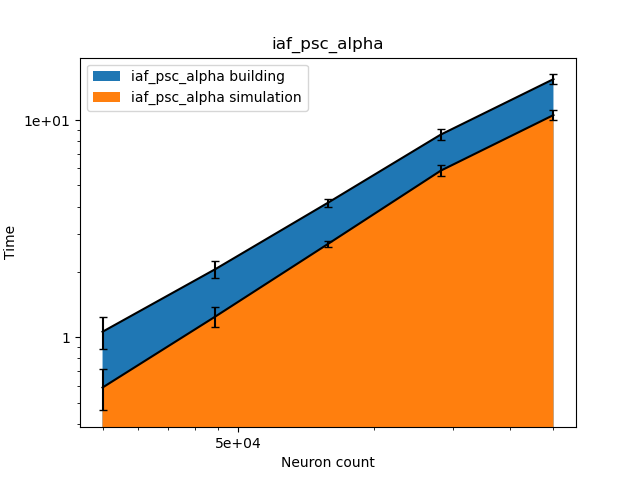 iaf_psc_alpha
iaf_psc_alpha building
iaf_psc_alpha simulation
1e+01
Time
1
5e+04
Neuron count